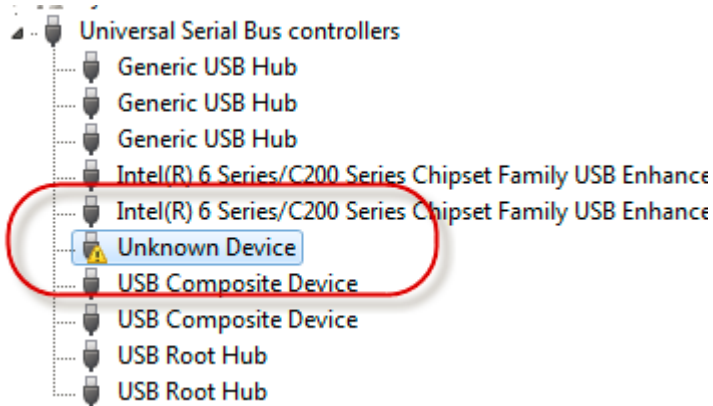 Universal Serial Bus controllers
Generic USB Hub
Generic USB Hub
Generic USB Hub
Intel(R) 6 Series/C200 Series Chipset Family USB Enhance
Intel(R) 6 Series/C200 Series Chipset Family USB Enhance
Unknown Device
USB Composite Device
USB Composite Device
USB Root Hub
USB Root Hub